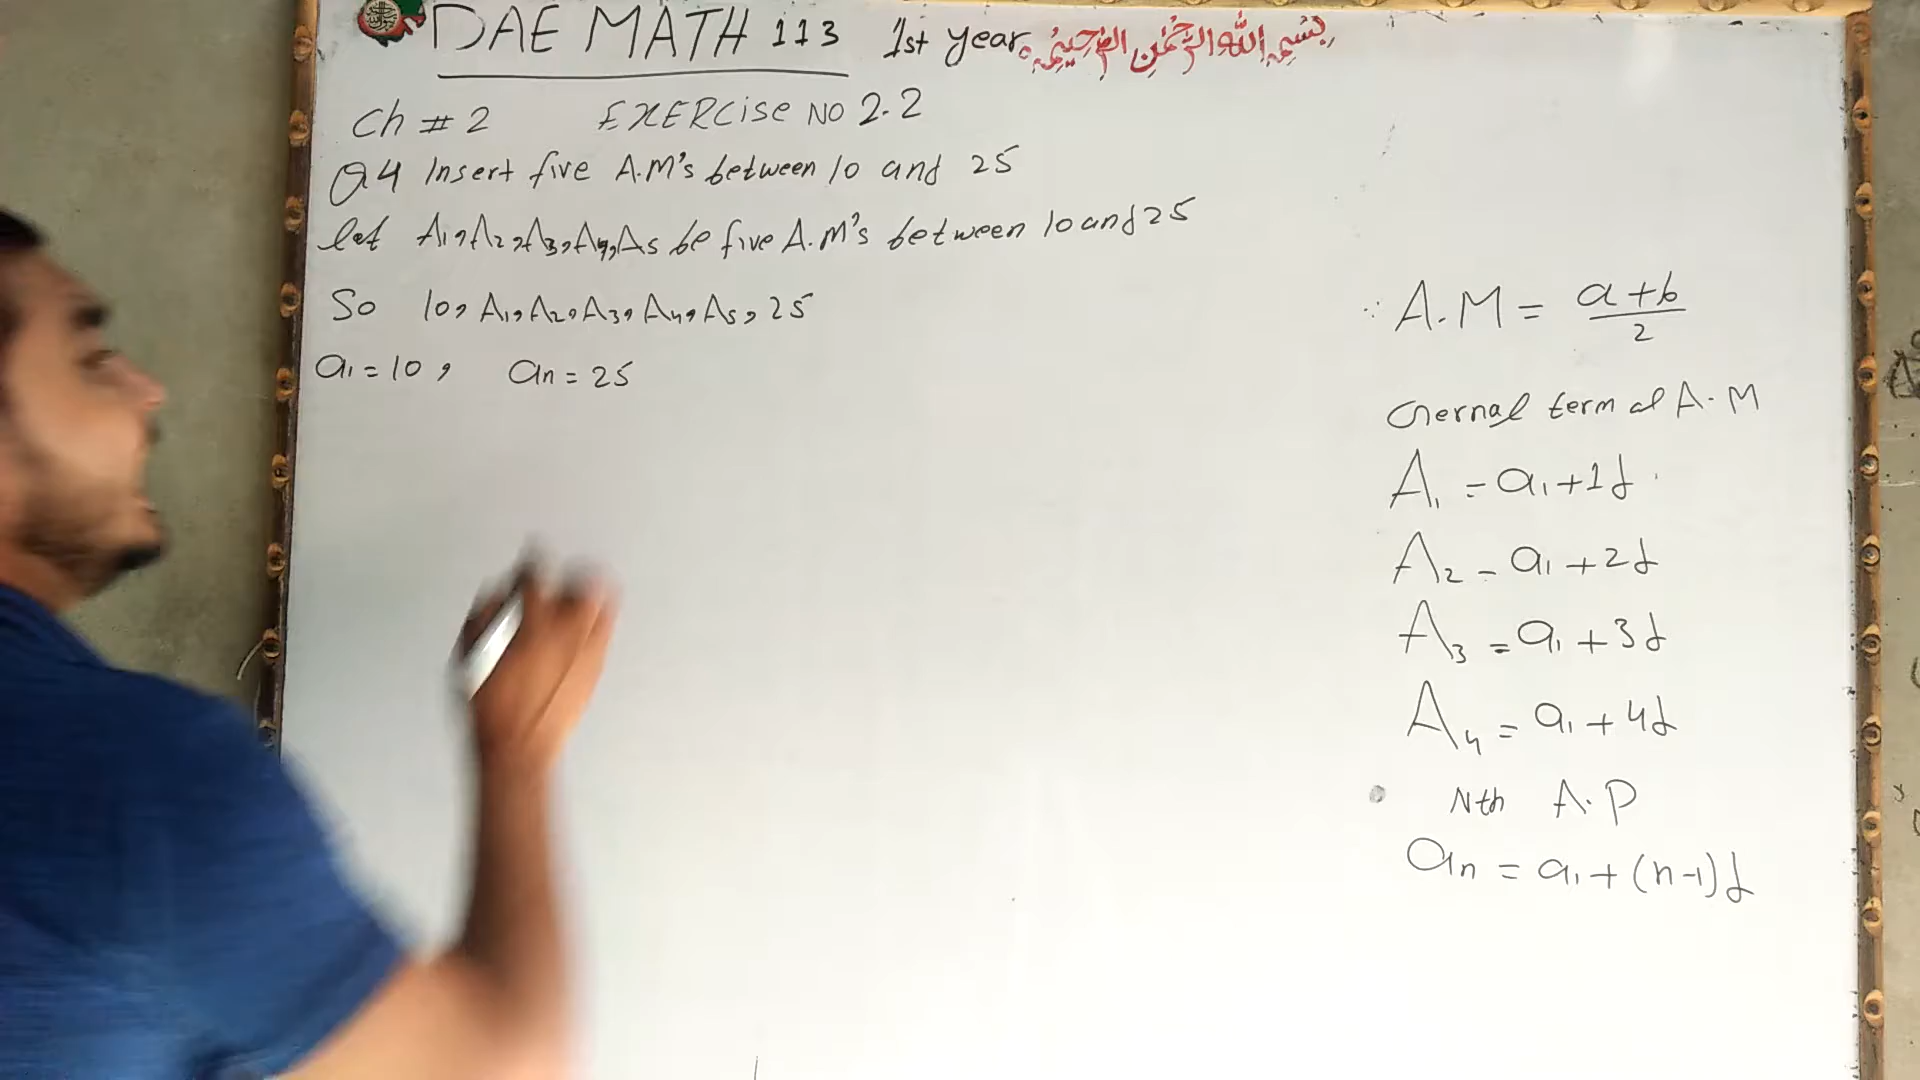 DAE MATH 113 1st year بِسْمِ اللهِ الرَّحْمٰنِ الرَّحِيْمِ
Ch # 2 EXERCise NO 2.2
Q4 Insert five A.M's between 10 and 25
let A1, A2, A3, A4, A5 be five A.M's between 10 and 25
So 10, A1, A2, A3, A4, A5, 25
a1 = 10, an = 25
∵ A.M = a+b/2
Gernal term of A.M
A1 = a1+1d
A2 = a1+2d
A3 = a1+3d
A4 = a1+4d
Nth A.P
an = a1+(n-1)d